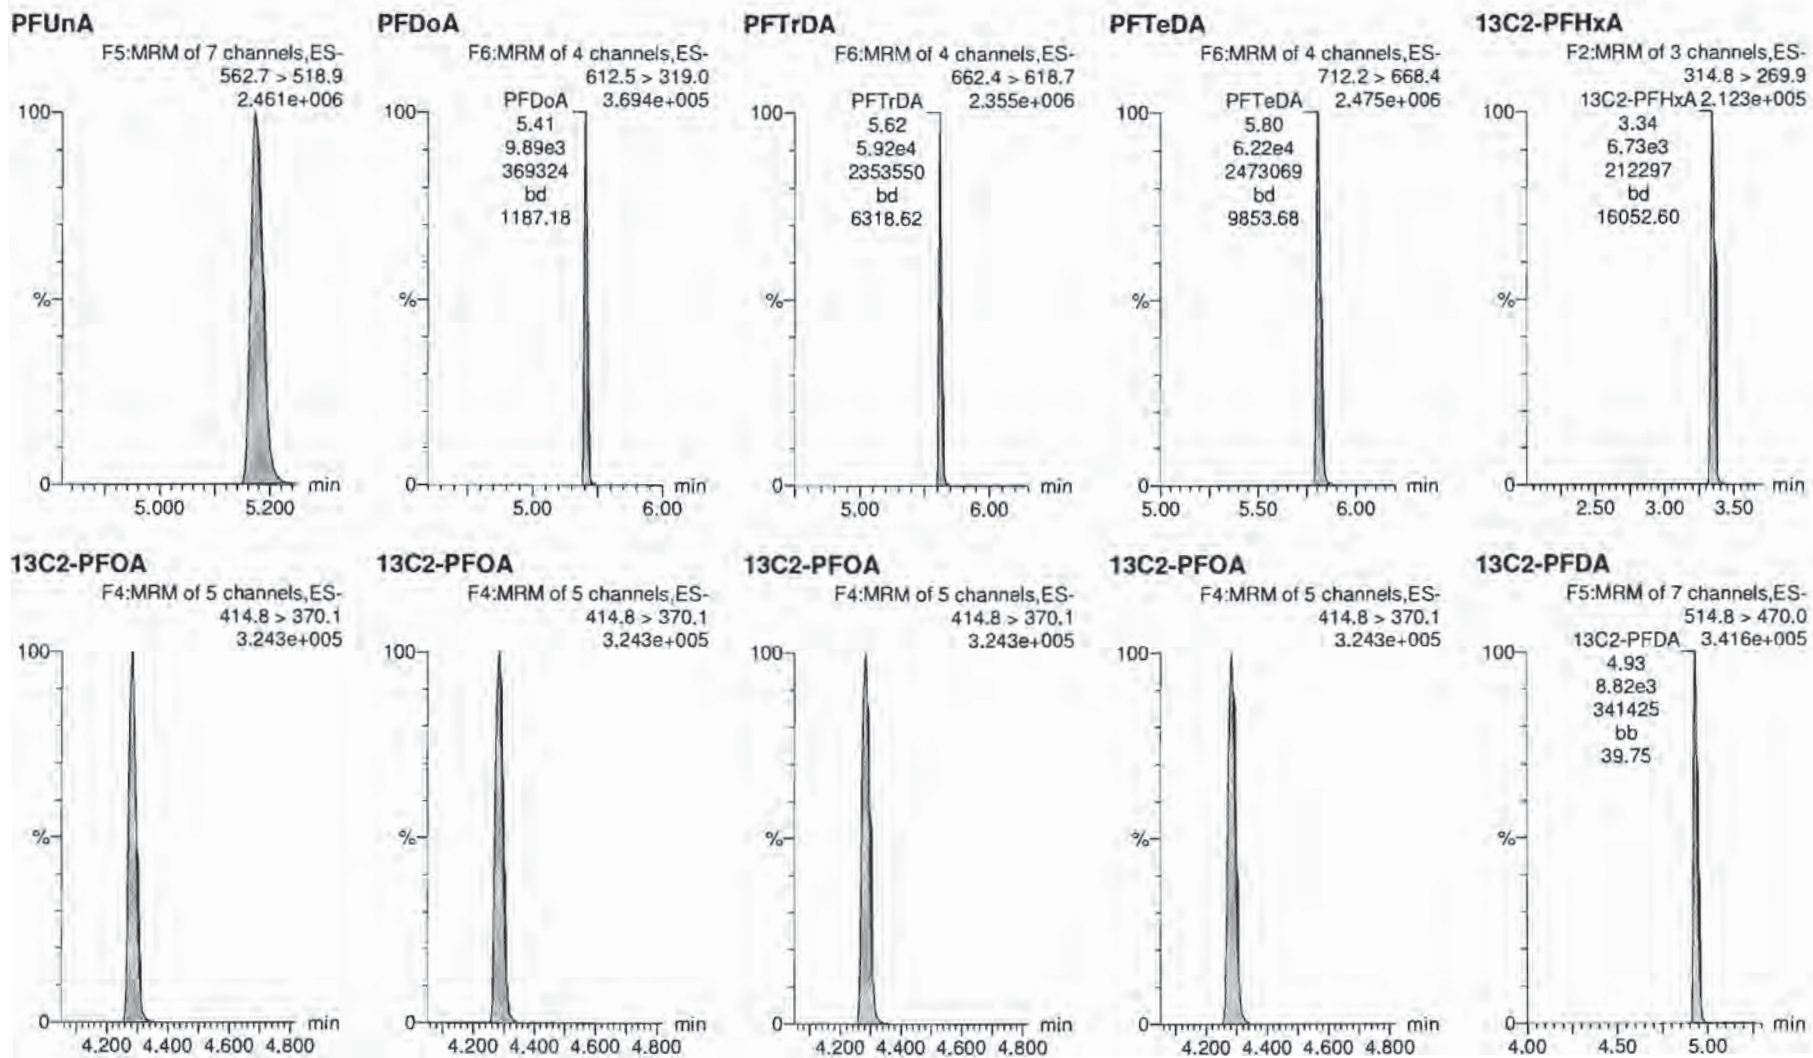 PFUnA
F5:MRM of 7 channels,ES-
562.7 > 518.9
2.461e+006
100
%
0
5.000 5.200 min
PFDoA
F6:MRM of 4 channels,ES-
612.5 > 319.0
PFDoA 3.694e+005
5.41
9.89e3
369324
bd
1187.18
100
%
0
5.00 6.00 min
PFTrDA
F6:MRM of 4 channels,ES-
662.4 > 618.7
PFTrDA 2.355e+006
5.62
5.92e4
2353550
bd
6318.62
100
%
0
5.00 6.00 min
PFTeDA
F6:MRM of 4 channels,ES-
712.2 > 668.4
PFTeDA 2.475e+006
5.80
6.22e4
2473069
bd
9853.68
100
%
0
5.00 5.50 6.00 min
13C2-PFHxA
F2:MRM of 3 channels,ES-
314.8 > 269.9
13C2-PFHxA 2.123e+005
3.34
6.73e3
212297
bd
16052.60
100
%
0
2.50 3.00 3.50 min
13C2-PFOA
F4:MRM of 5 channels,ES-
414.8 > 370.1
3.243e+005
100
%
0
4.200 4.400 4.600 4.800 min
13C2-PFOA
F4:MRM of 5 channels,ES-
414.8 > 370.1
3.243e+005
100
%
0
4.200 4.400 4.600 4.800 min
13C2-PFOA
F4:MRM of 5 channels,ES-
414.8 > 370.1
3.243e+005
100
%
0
4.200 4.400 4.600 4.800 min
13C2-PFOA
F4:MRM of 5 channels,ES-
414.8 > 370.1
3.243e+005
100
%
0
4.200 4.400 4.600 4.800 min
13C2-PFDA
F5:MRM of 7 channels,ES-
514.8 > 470.0
13C2-PFDA 3.416e+005
4.93
8.82e3
341425
bb
39.75
100
%
0
4.00 4.50 5.00 min